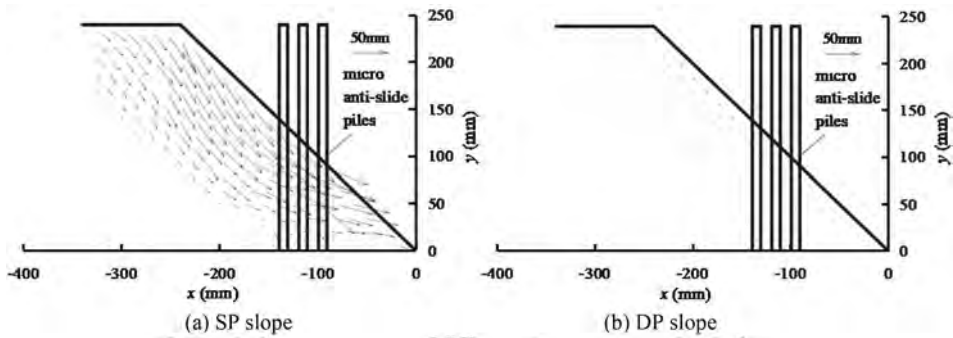 250
50mm
200
micro
anti-slide
piles
150
y (mm)
100
50
0
-400
-300
-200
-100
0
x (mm)
(a) SP slope
250
50mm
200
micro
anti-slide
piles
150
y (mm)
100
50
0
-400
-300
-200
-100
0
x (mm)
(b) DP slope